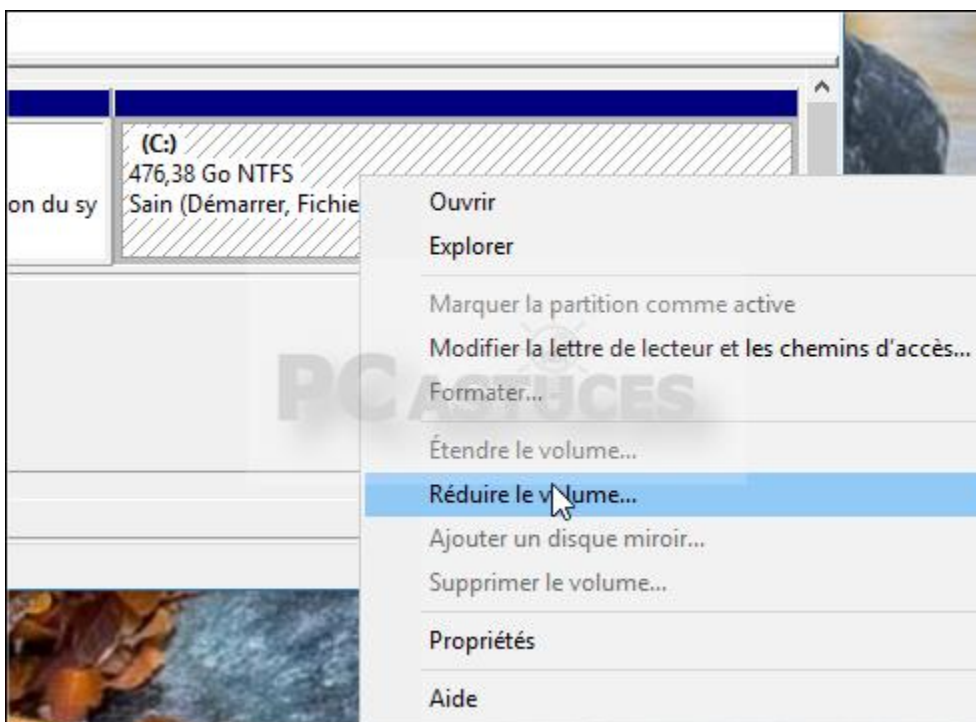 (C:)
476,38 Go NTFS
on du sy
Sain (Démarrer, Fichie
Ouvrir
Explorer
Marquer la partition comme active
Modifier la lettre de lecteur et les chemins d'accès...
Formater...
PC ASTUCES
Étendre le volume...
Réduire le volume...
Ajouter un disque miroir...
Supprimer le volume...
Propriétés
Aide